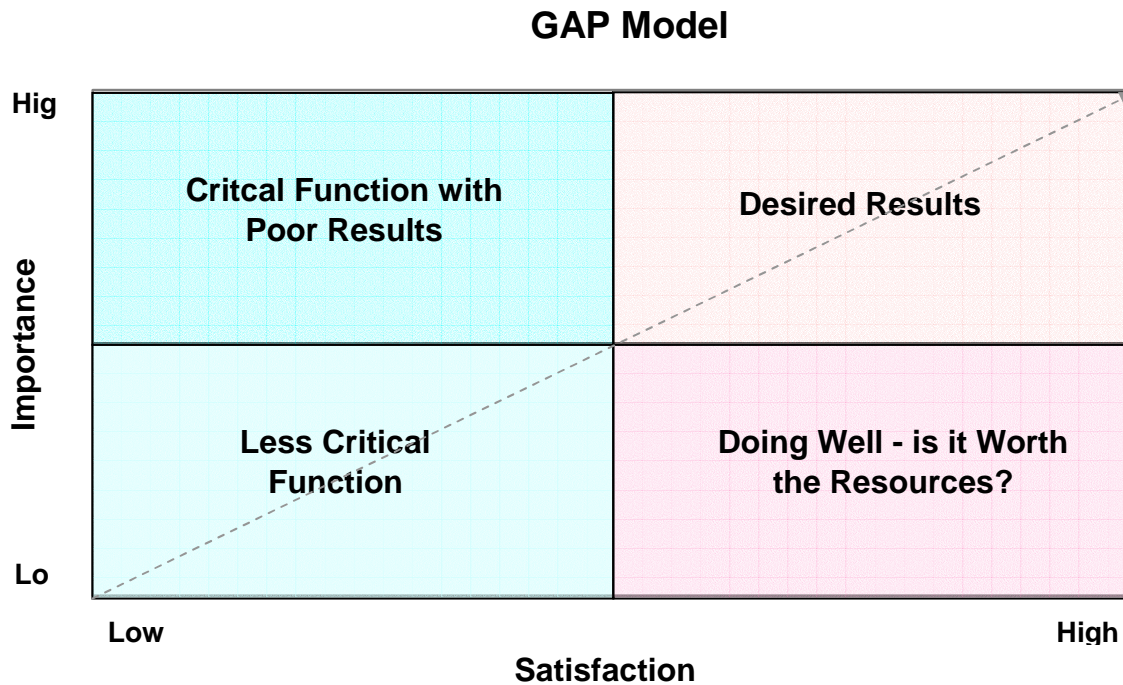 GAP Model
Hig
Critcal Function with
Poor Results
Desired Results
Importance
Less Critical
Function
Doing Well - is it Worth
the Resources?
Lo
Low
High
Satisfaction